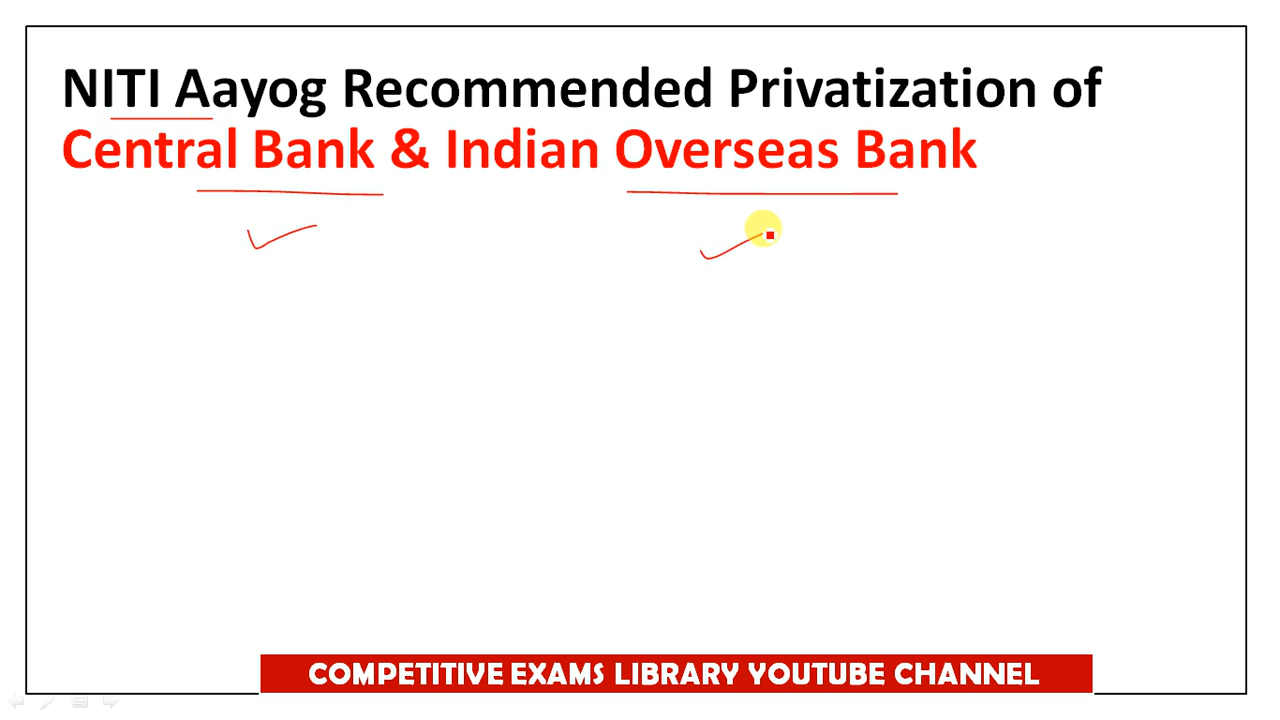 NITI Aayog Recommended Privatization of
Central Bank & Indian Overseas Bank
COMPETITIVE EXAMS LIBRARY YOUTUBE CHANNEL